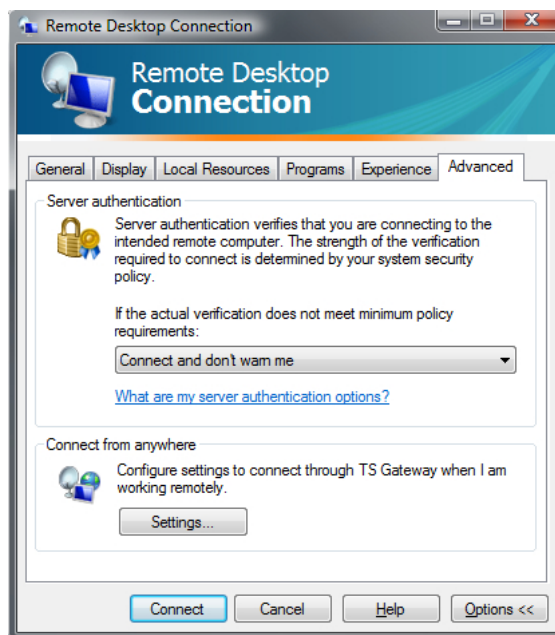 Remote Desktop Connection
Remote Desktop
Connection
General Display Local Resources Programs Experience Advanced
Server authentication
Server authentication verifies that you are connecting to the
intended remote computer. The strength of the verification
required to connect is determined by your system security
policy.
If the actual verification does not meet minimum policy
requirements:
Connect and don't warn me
What are my server authentication options?
Connect from anywhere
Configure settings to connect through TS Gateway when I am
working remotely.
Settings...
Connect Cancel Help Options <<